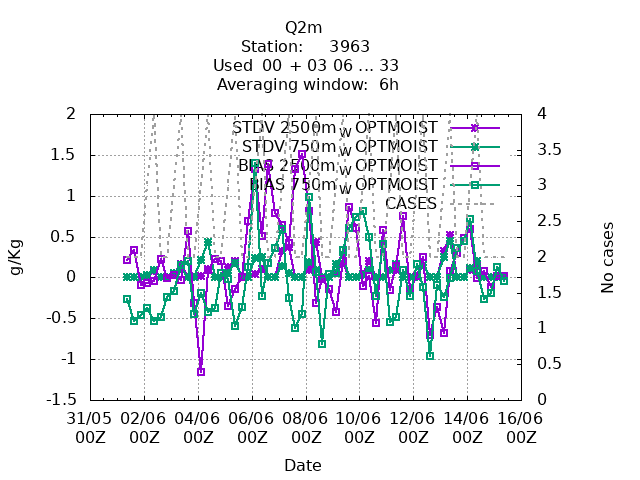 Q2m
Station: 3963
Used 00 + 03 06 ... 33
Averaging window: 6h
g/Kg
No cases
2
1.5
1
0.5
0
-0.5
-1
-1.5
4
3.5
3
2.5
2
1.5
1
0.5
0
STDV 2500m_W OPTMOIST
STDV 750m_W OPTMOIST
BIAS 2500m_W OPTMOIST
BIAS 750m_W OPTMOIST
CASES
31/05 02/06 04/06 06/06 08/06 10/06 12/06 14/06 16/06
00Z 00Z 00Z 00Z 00Z 00Z 00Z 00Z 00Z
Date